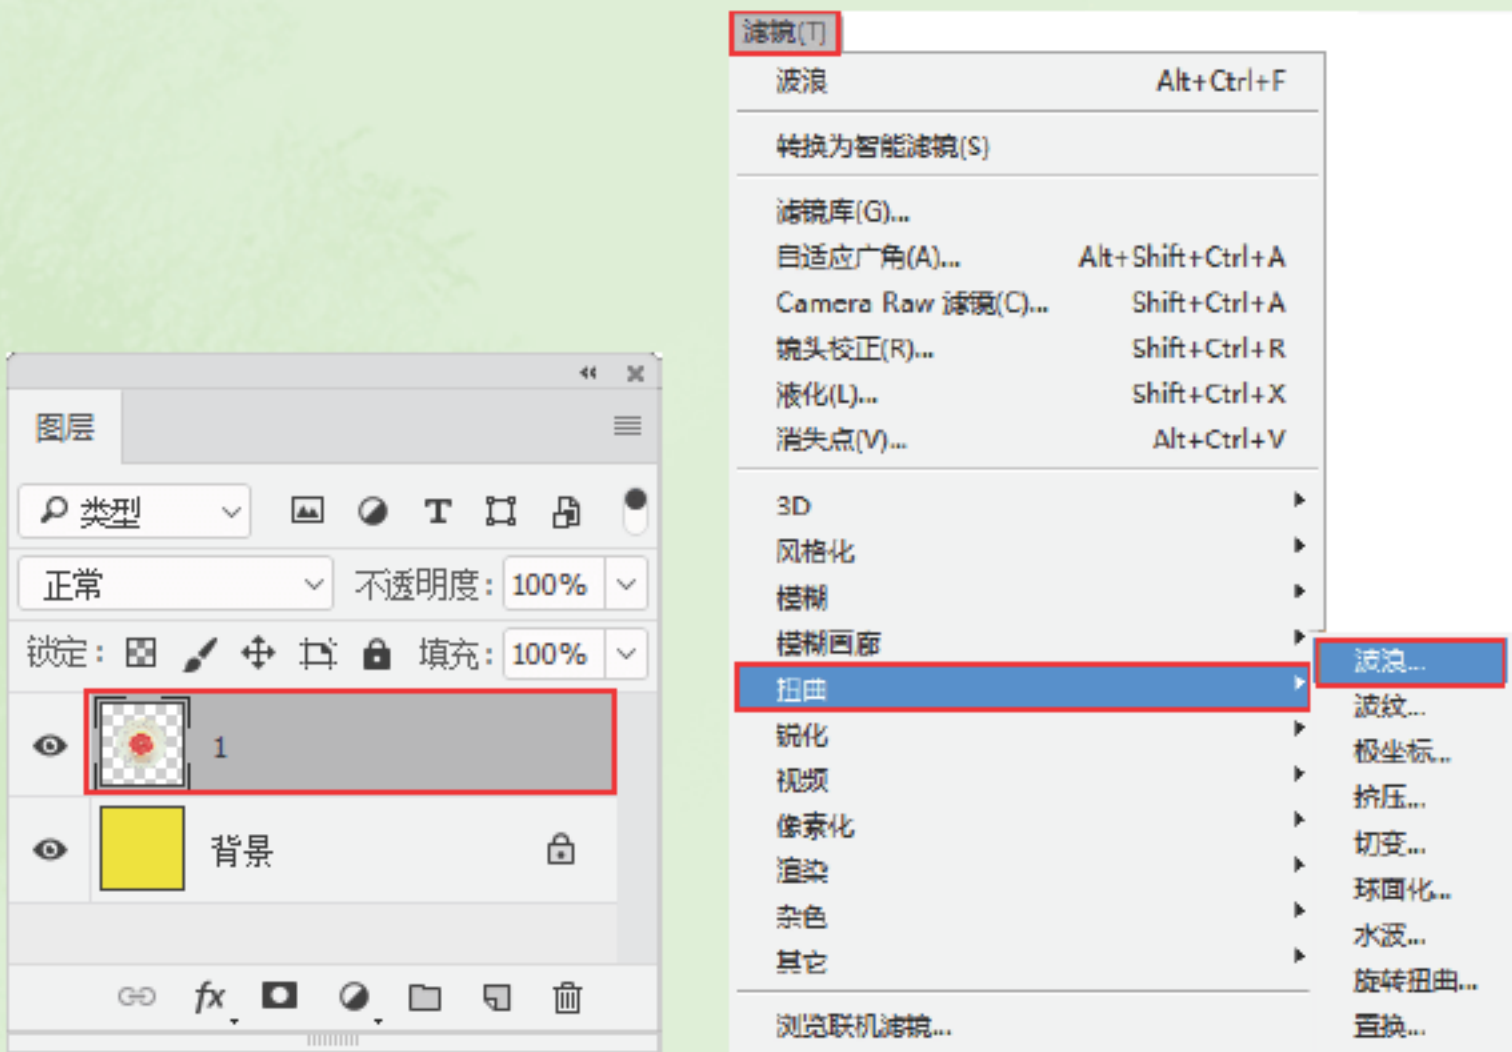 图层
类型
正常 不透明度: 100%
锁定: 填充: 100%
1
背景
fx
滤镜(T)
波浪 Alt+Ctrl+F
转换为智能滤镜(S)
滤镜库(G)...
自适应广角(A)... Alt+Shift+Ctrl+A
Camera Raw 滤镜(C)... Shift+Ctrl+A
镜头校正(R)... Shift+Ctrl+R
液化(L)... Shift+Ctrl+X
消失点(V)... Alt+Ctrl+V
3D
风格化
模糊
模糊画廊
扭曲
锐化
视频
像素化
渲染
杂色
其它
浏览联机滤镜...
波浪...
波纹...
极坐标...
挤压...
切变...
球面化...
水波...
旋转扭曲...
置换...